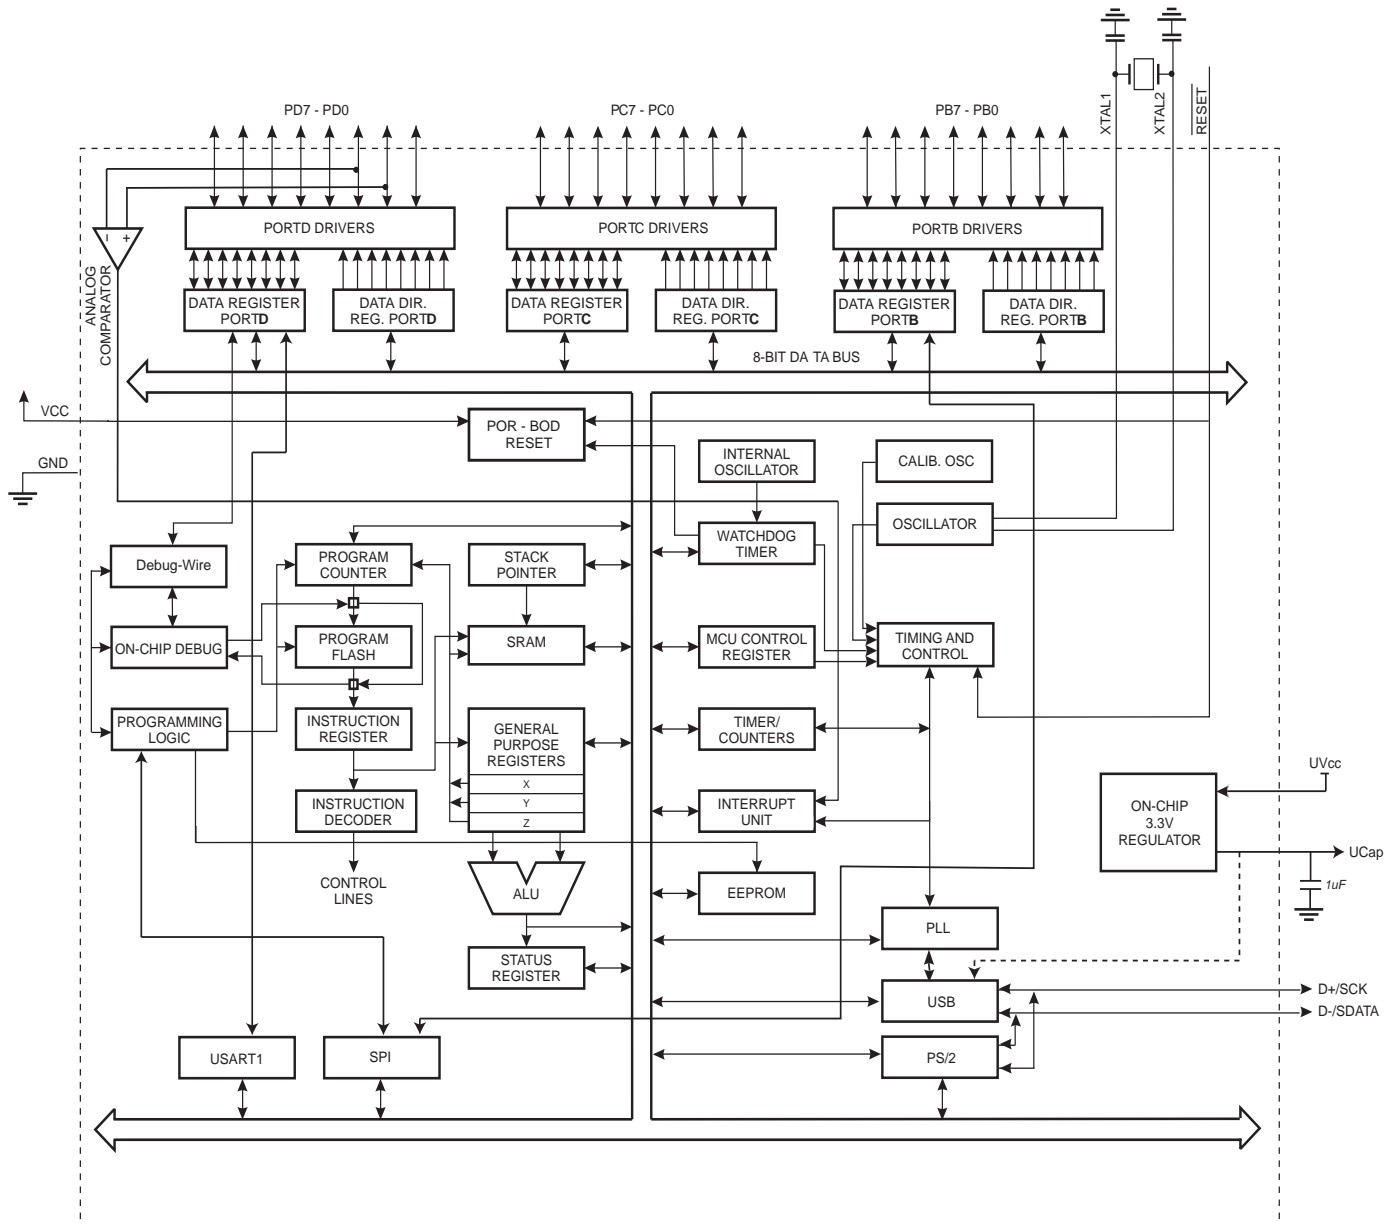 PD7 - PD0
PC7 - PC0
PB7 - PB0
XTAL1
XTAL2
RESET
PORTD DRIVERS
PORTC DRIVERS
PORTB DRIVERS
- +
ANALOG
COMPARATOR
DATA REGISTER
PORTD
DATA DIR.
REG. PORTD
DATA REGISTER
PORTC
DATA DIR.
REG. PORTC
DATA REGISTER
PORTB
DATA DIR.
REG. PORTB
8-BIT DA TA BUS
VCC
GND
POR - BOD
RESET
INTERNAL
OSCILLATOR
CALIB. OSC
WATCHDOG
TIMER
OSCILLATOR
Debug-Wire
PROGRAM
COUNTER
STACK
POINTER
ON-CHIP DEBUG
PROGRAM
FLASH
SRAM
MCU CONTROL
REGISTER
TIMING AND
CONTROL
PROGRAMMING
LOGIC
INSTRUCTION
REGISTER
GENERAL
PURPOSE
REGISTERS
X
Y
Z
TIMER/
COUNTERS
INSTRUCTION
DECODER
INTERRUPT
UNIT
UVcc
ON-CHIP
3.3V
REGULATOR
UCap
1uF
CONTROL
LINES
ALU
EEPROM
STATUS
REGISTER
PLL
USB
D+/SCK
D-/SDATA
USART1
SPI
PS/2